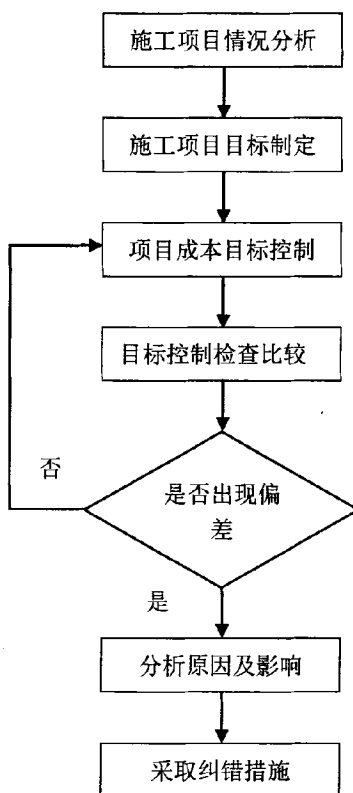 施工项目情况分析
施工项目目标制定
项目成本目标控制
目标控制检查比较
否
是否出现偏
差
是
分析原因及影响
采取纠错措施